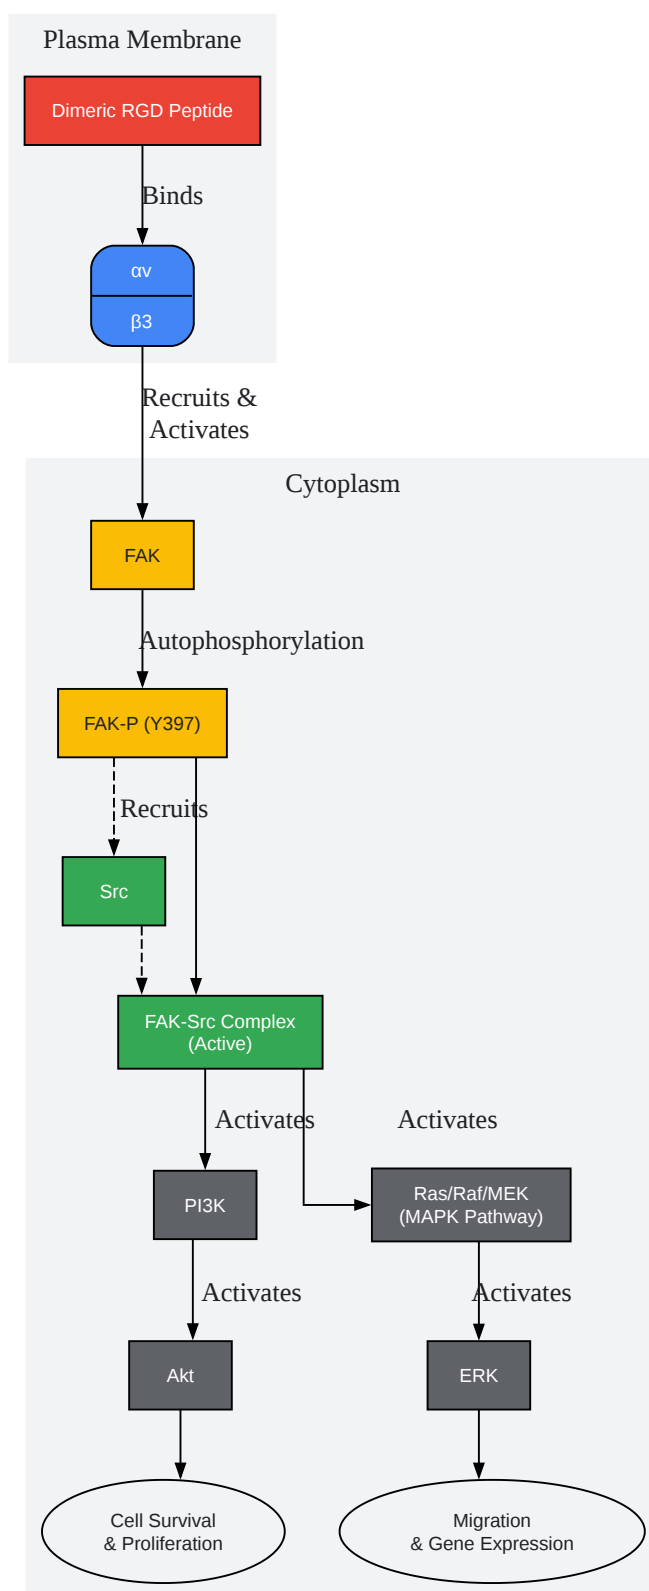 Plasma Membrane
Dimeric RGD Peptide
Binds
αv
β3
Recruits &
Activates
Cytoplasm
FAK
Autophosphorylation
FAK-P (Y397)
Recruits
Src
FAK-Src Complex
(Active)
Activates
Activates
PI3K
Ras/Raf/MEK
(MAPK Pathway)
Activates
Activates
Akt
ERK
Cell Survival
& Proliferation
Migration
& Gene Expression